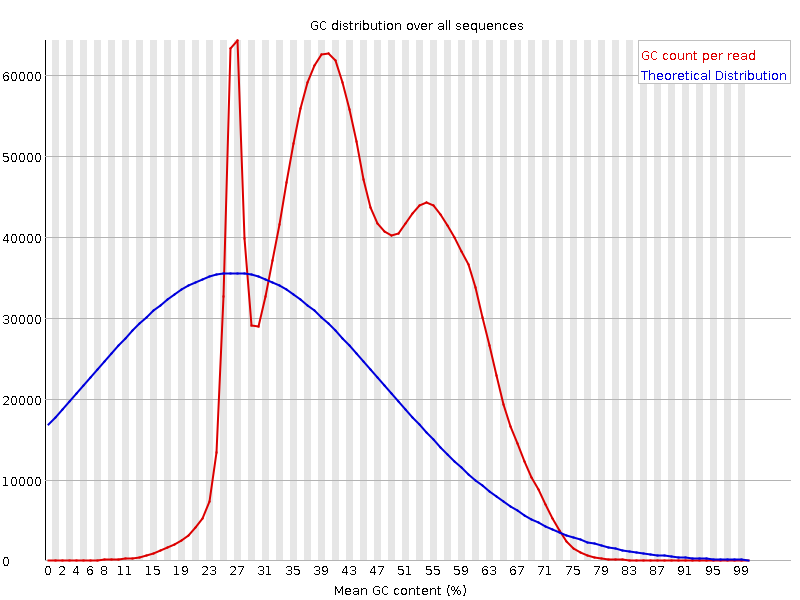 GC distribution over all sequences
GC count per read
Theoretical Distribution
60000
50000
40000
30000
20000
10000
0
0 2 4 6 8 11 15 19 23 27 31 35 39 43 47 51 55 59 63 67 71 75 79 83 87 91 95 99
Mean GC content (%)